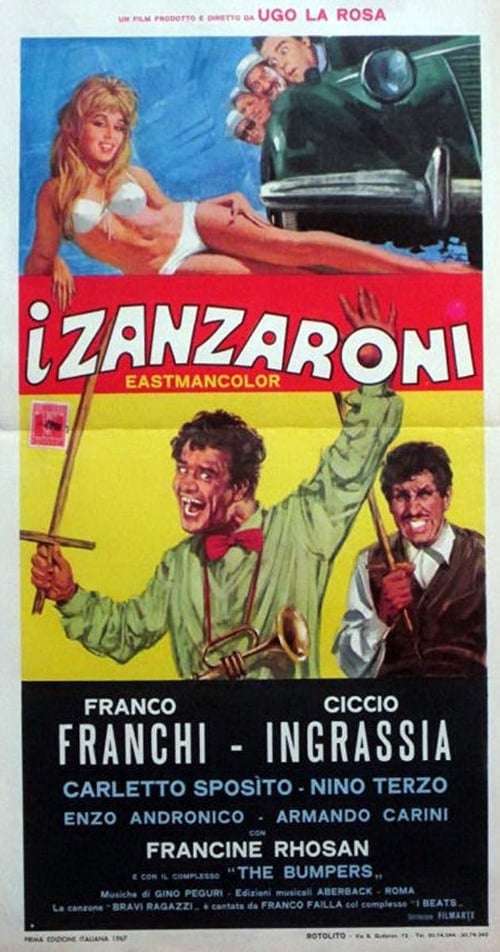 UN FILM PRODOTTO E DIRETTO DA UGO LA ROSA
i ZANZARONi
EASTMANCOLOR
FRANCO CICCIO
FRANCHI - INGRASSIA
CARLETTO SPOSÌTO - NINO TERZO
ENZO ANDRONICO - ARMANDO CARINI
CON
FRANCINE RHOSAN
E CON IL COMPLESSO "THE BUMPERS„
Musiche di GINO PEGURI - Edizioni musicali ABERBACK - ROMA
La canzone "BRAVI RAGAZZI„ è cantata da FRANCO FAILLA col complesso "I BEATS„
FILMARTE
PRIMA EDIZIONE ITALIANA 1967
ROTOLITO - Via